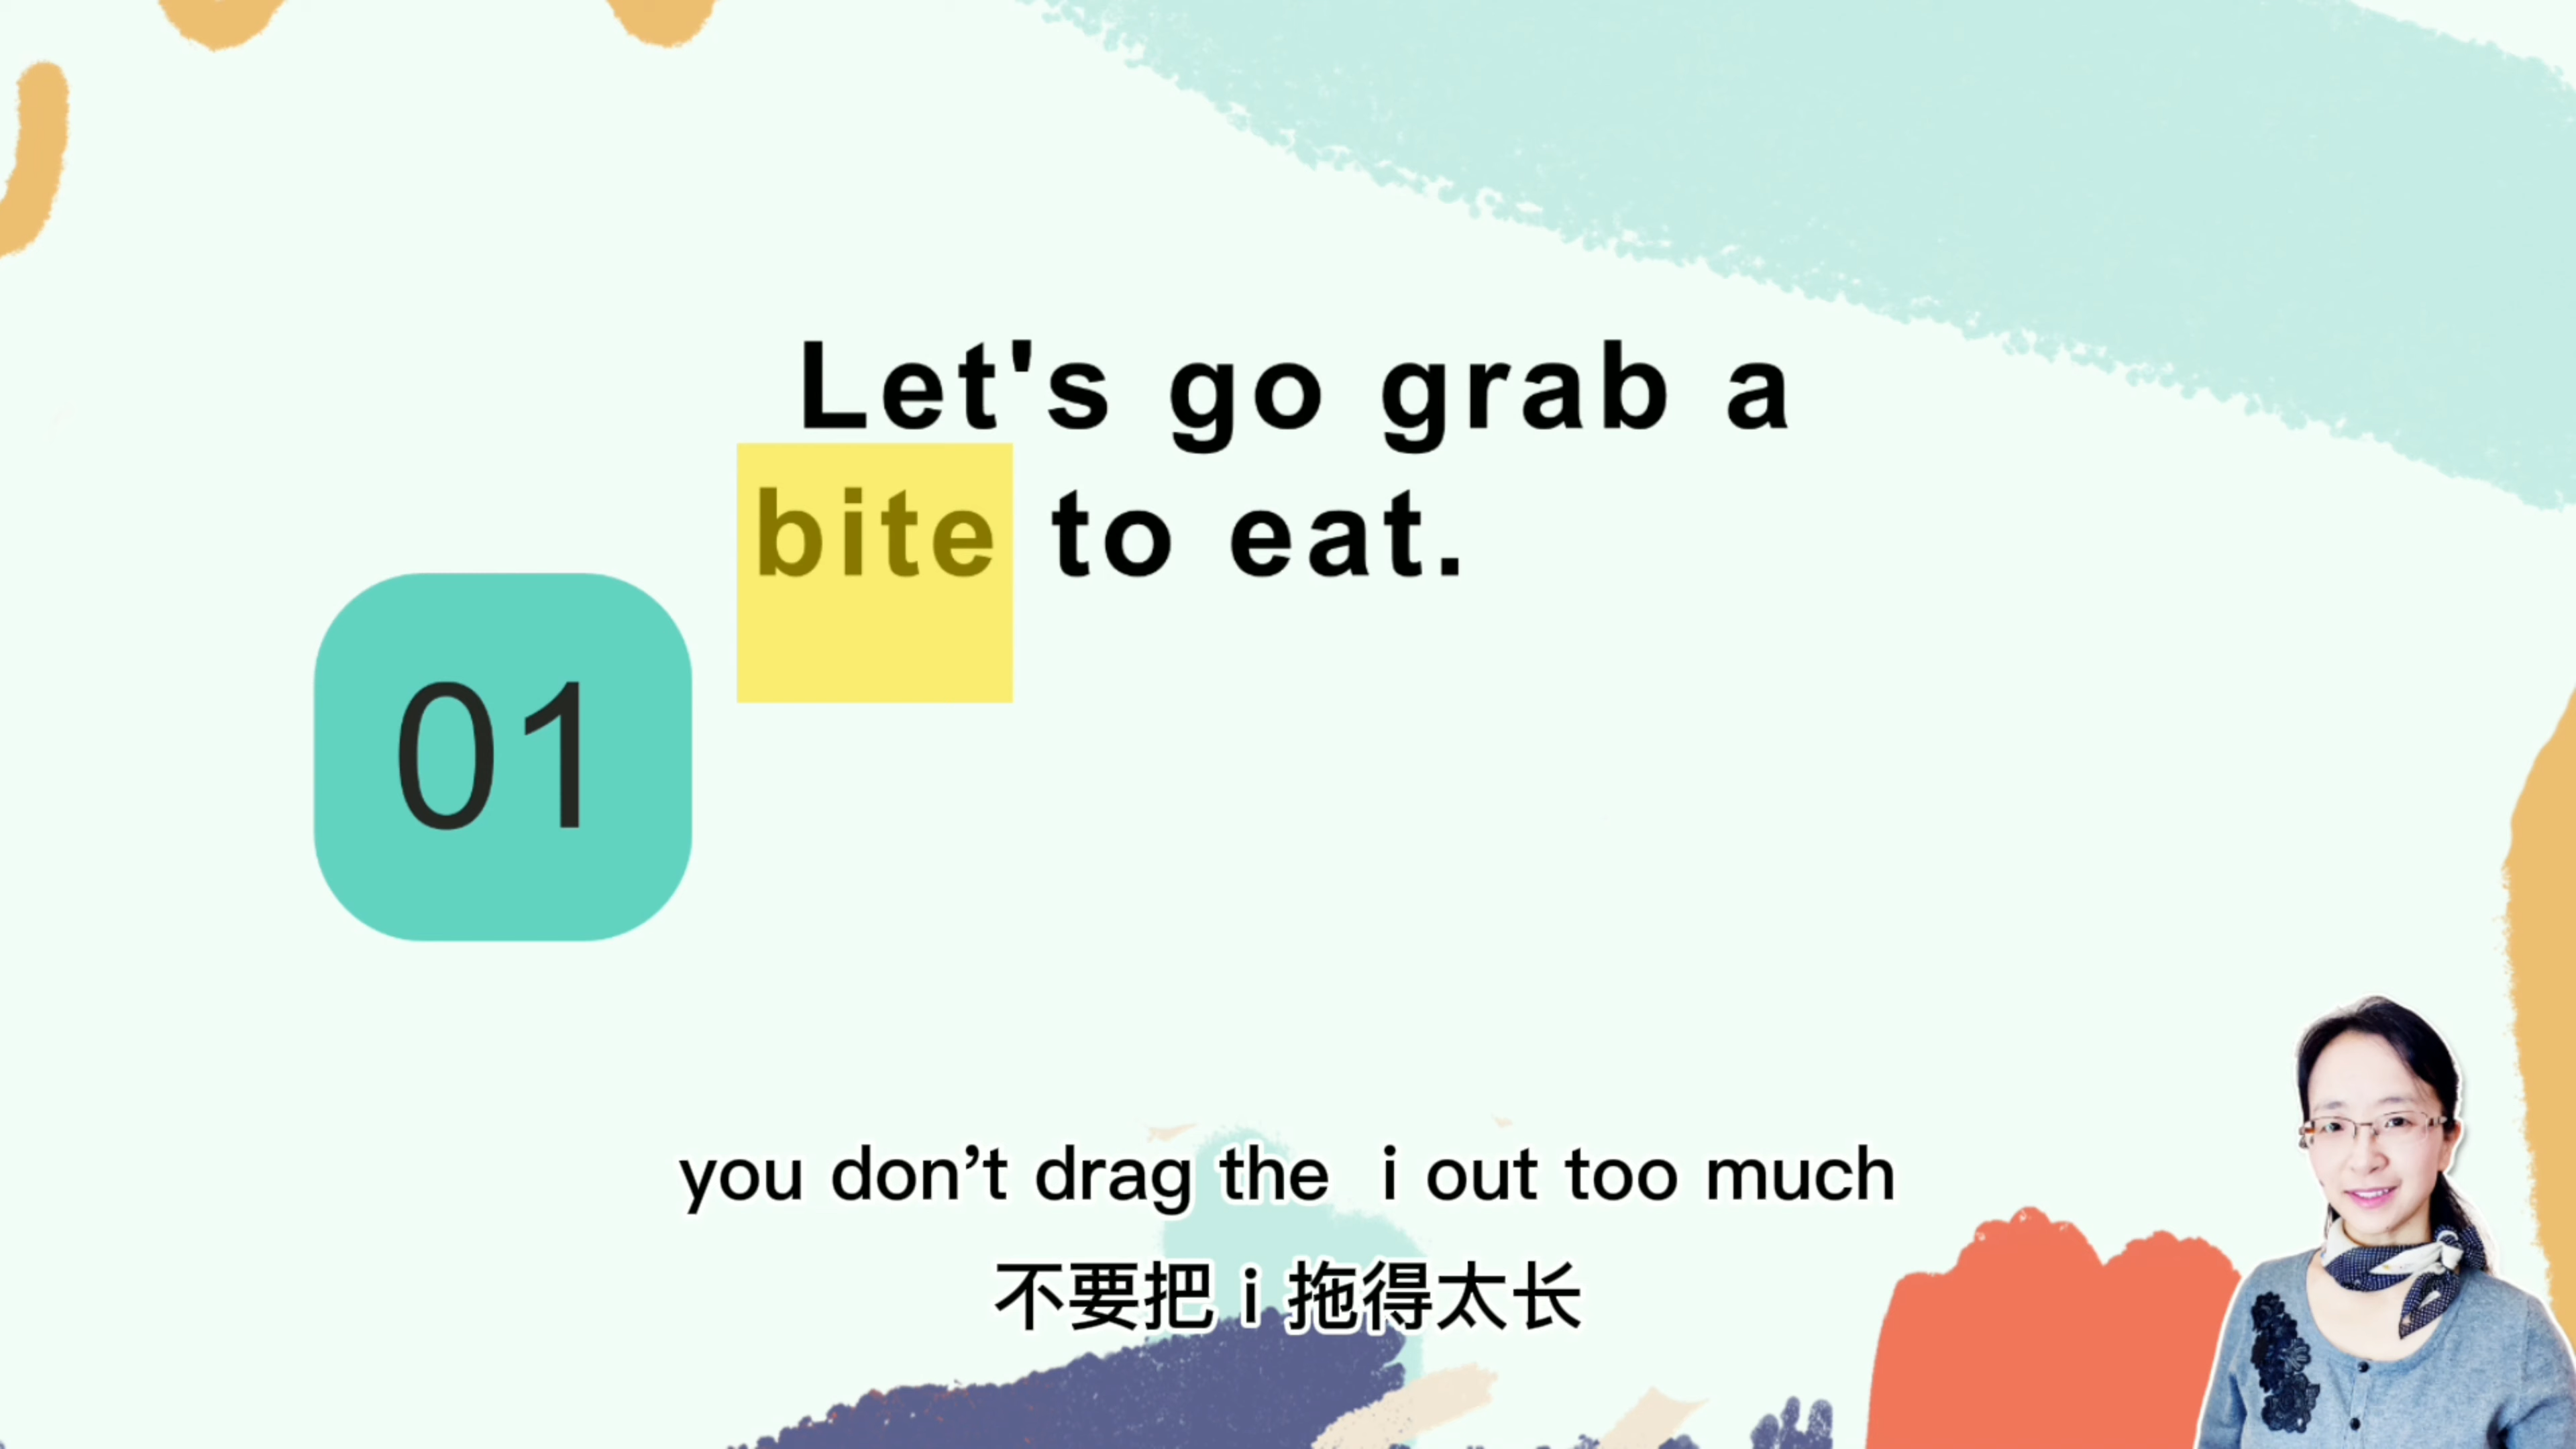 Let's go grab a
bite to eat.
01
you don’t drag the i out too much
不要把 i 拖得太长